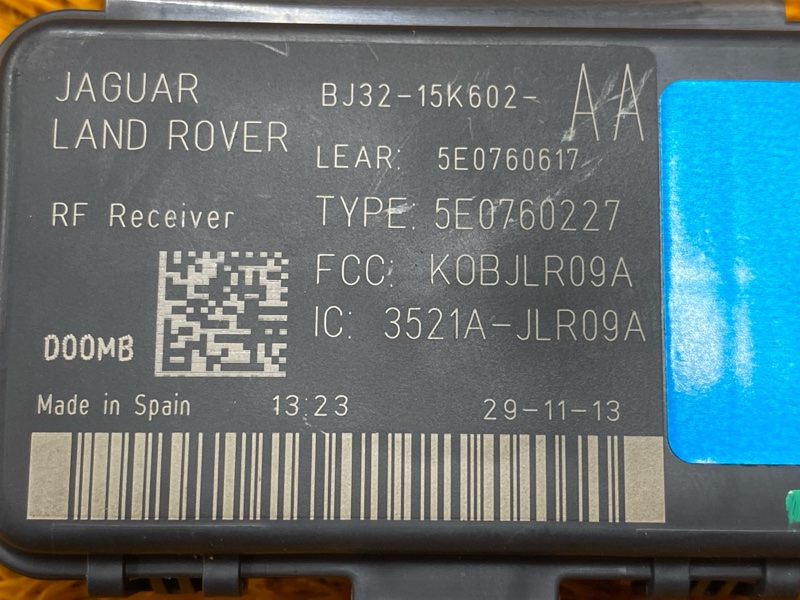 JAGUAR
LAND ROVER
BJ32-15K602-AA
LEAR: 5E0760617
RF Receiver
TYPE: 5E0760227
FCC: KOBJLR09A
IC: 3521A-JLR09A
D00MB
Made in Spain 13:23 29-11-13